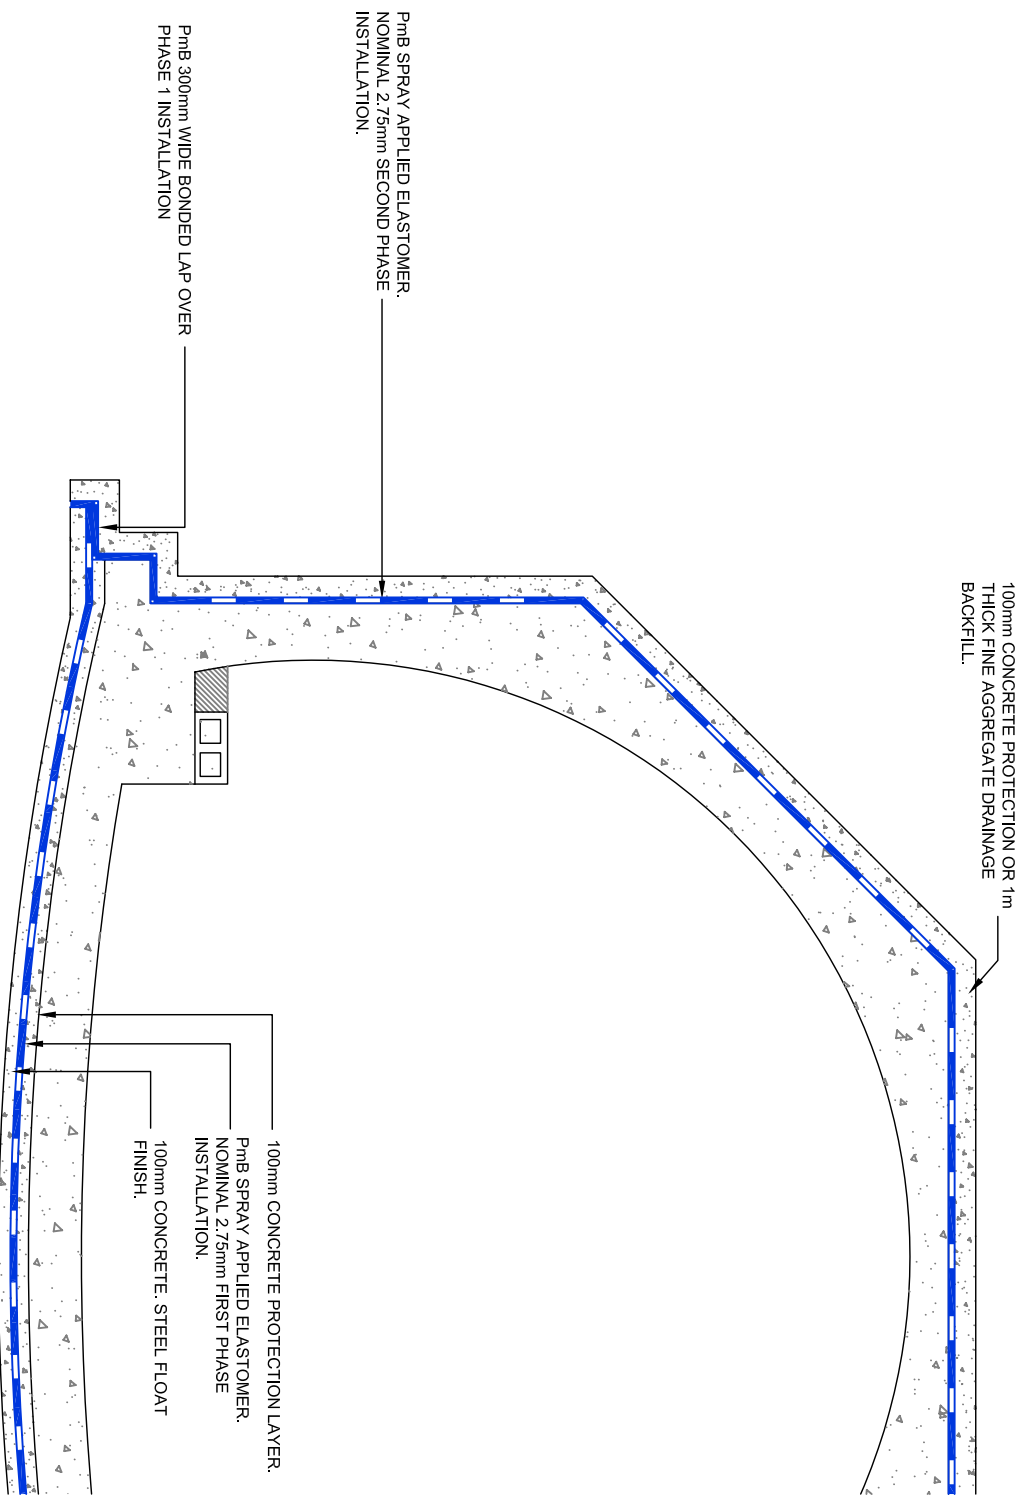 100mm CONCRETE PROTECTION OR 1m
THICK FINE AGGREGATE DRAINAGE
BACKFILL.
PmB SPRAY APPLIED ELASTOMER.
NOMINAL 2.75mm SECOND PHASE
INSTALLATION.
PmB 300mm WIDE BONDED LAP OVER
PHASE 1 INSTALLATION
100mm CONCRETE PROTECTION LAYER.
PmB SPRAY APPLIED ELASTOMER.
NOMINAL 2.75mm FIRST PHASE
INSTALLATION.
100mm CONCRETE. STEEL FLOAT
FINISH.